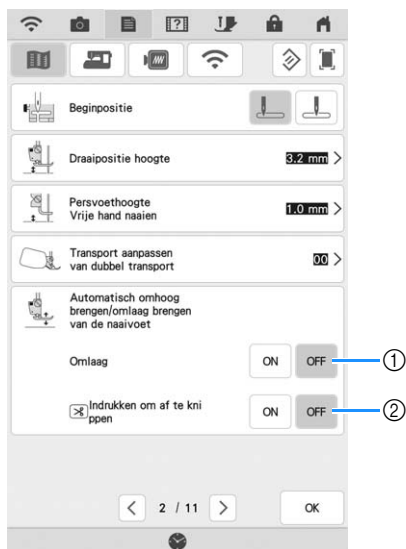 Beginpositie
Draaipositie hoogte
3.2 mm >
Persvoethoogte
Vrije hand naaien
1.0 mm >
Transport aanpassen
van dubbel transport
00 >
Automatisch omhoog
brengen/omlaag brengen
van de naaivoet
Omlaag
ON OFF
①
Indrukken om af te kni
ppen
ON OFF
②
< 2 / 11 >
OK